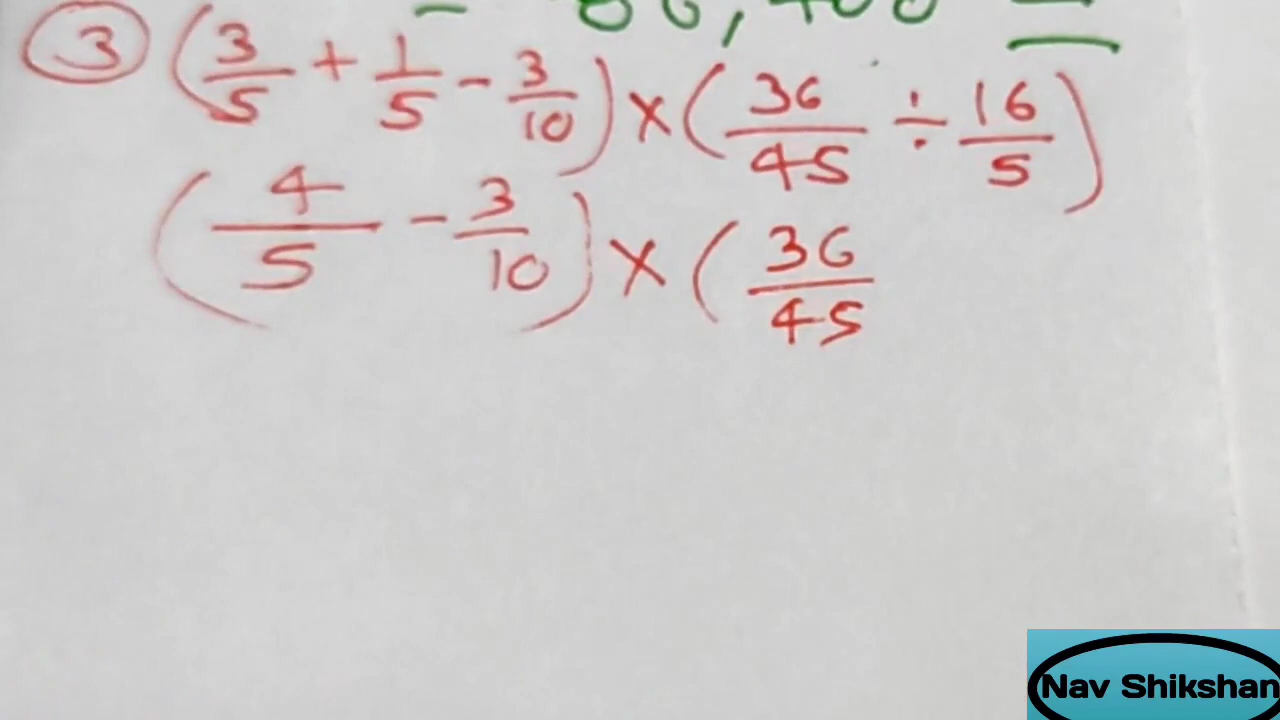 ③ (3/5 + 1/5 - 3/10) × (36/45 ÷ 16/5)
(4/5 - 3/10) × (36/45
Nav Shikshan